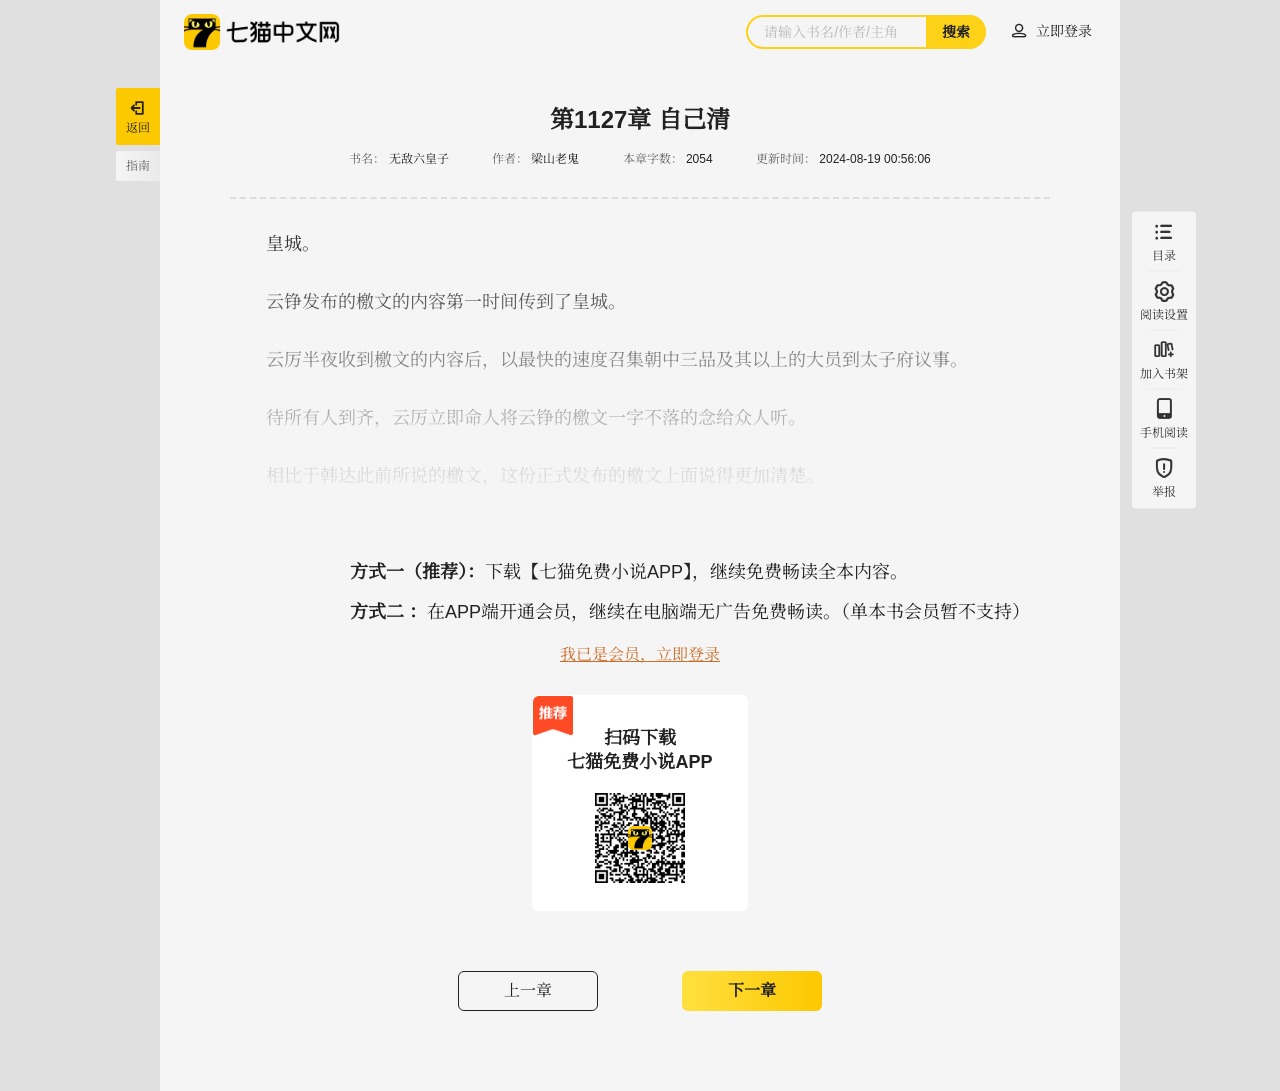 七猫中文网
请输入书名/作者/主角
搜索
立即登录
返回
指南
第1127章 自己清
书名： 无敌六皇子 作者： 梁山老鬼 本章字数： 2054 更新时间： 2024-08-19 00:56:06
皇城。
云铮发布的檄文的内容第一时间传到了皇城。
云厉半夜收到檄文的内容后，以最快的速度召集朝中三品及其以上的大员到太子府议事。
待所有人到齐，云厉立即命人将云铮的檄文一字不落的念给众人听。
相比于韩达此前所说的檄文，这份正式发布的檄文上面说得更加清楚。
目录
阅读设置
加入书架
手机阅读
举报
方式一（推荐）：下载【七猫免费小说APP】，继续免费畅读全本内容。
方式二 ：在APP端开通会员，继续在电脑端无广告免费畅读。（单本书会员暂不支持）
我已是会员，立即登录
推荐
扫码下载
七猫免费小说APP
上一章
下一章